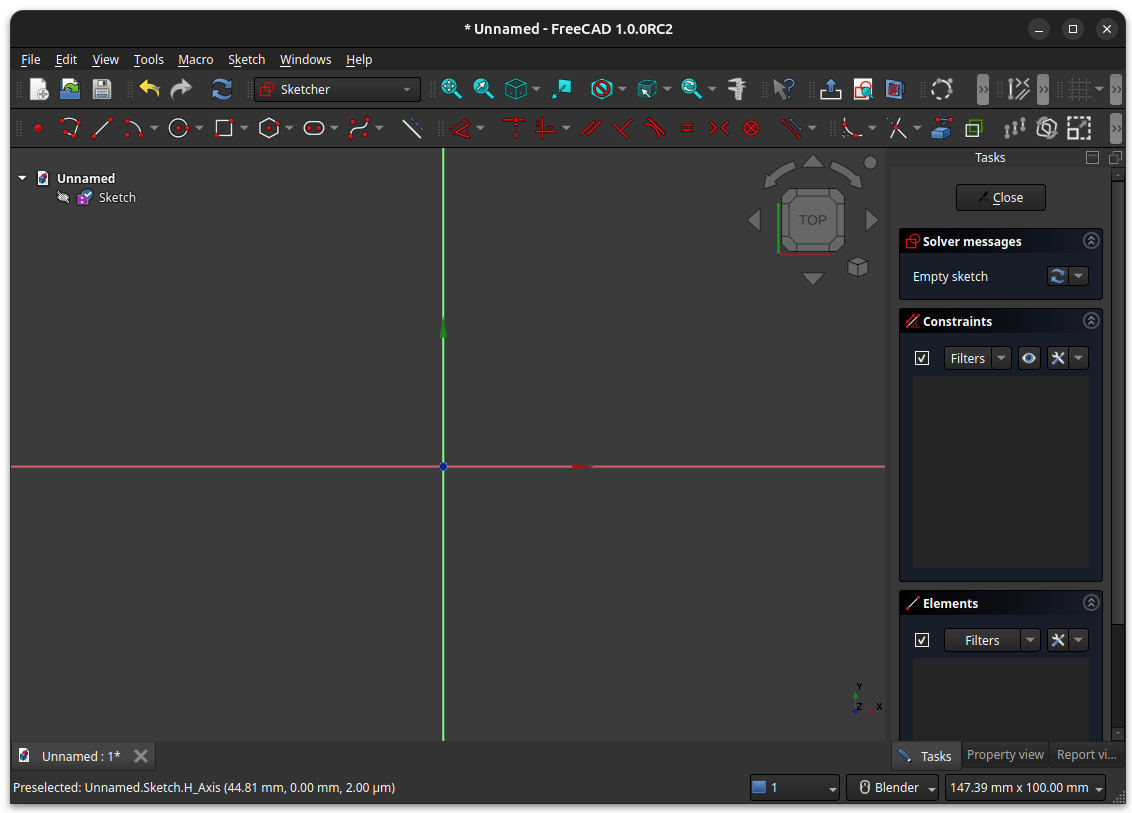 * Unnamed - FreeCAD 1.0.0RC2
File Edit View Tools Macro Sketch Windows Help
Sketcher
Tasks
Unnamed
Sketch
TOP
Close
Solver messages
Empty sketch
Constraints
Filters
Elements
Filters
Y
Z X
Unnamed : 1*
Tasks Property view Report vi...
Preselected: Unnamed.Sketch.H_Axis (44.81 mm, 0.00 mm, 2.00 µm)
1 Blender 147.39 mm x 100.00 mm